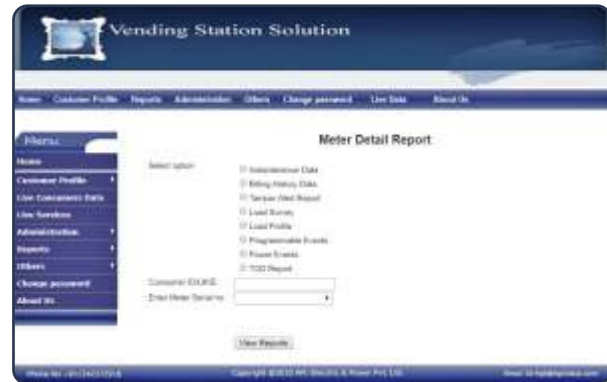 Vending Station Solution
Home Customer Profile Reports Administration Others Change password Live Data About Us
Menu
Meter Detail Report
Home
Customer Profile
Live Consumers Data
Live Services
Administration
Reports
Others
Change password
About Us
Select option
Instantaneous Data
Billing History Data
Tamper Alert Report
Load Survey
Load Profile
Programmable Events
Power Events
TOD Report
Consumer ID
Enter Meter Serial no
View Reports